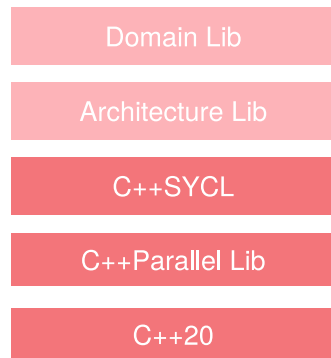 Domain Lib
Architecture Lib
C++SYCL
C++Parallel Lib
C++20